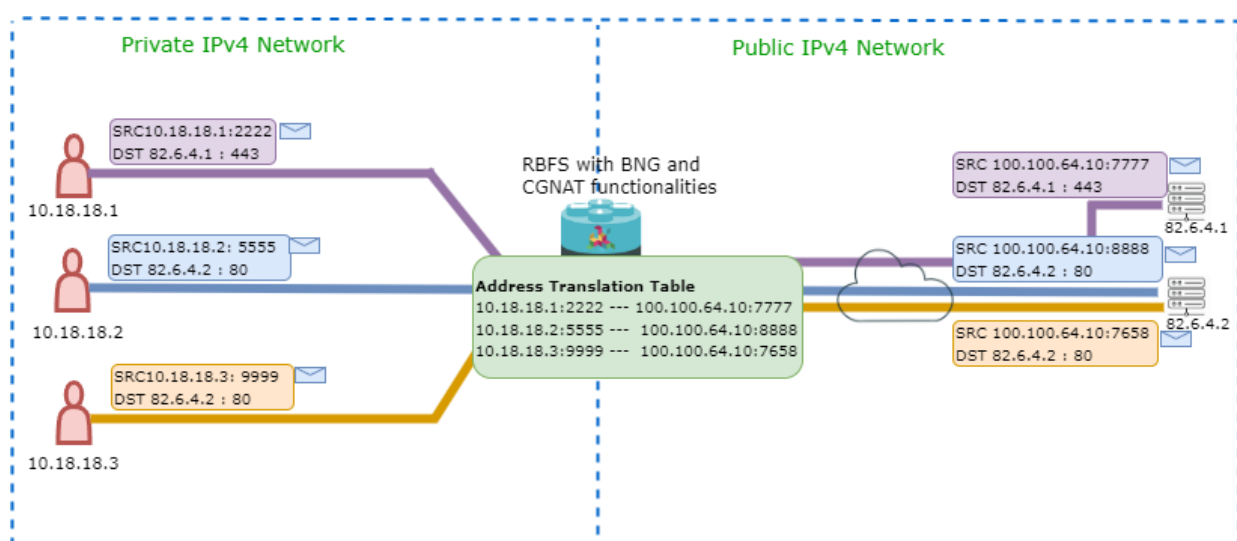 Private IPv4 Network
Public IPv4 Network
SRC10.18.18.1:2222
DST 82.6.4.1 : 443
10.18.18.1
RBFS with BNG and
CGNAT functionalities
SRC 100.100.64.10:7777
DST 82.6.4.1 : 443
82.6.4.1
SRC10.18.18.2: 5555
DST 82.6.4.2 : 80
10.18.18.2
SRC 100.100.64.10:8888
DST 82.6.4.2 : 80
82.6.4.2
Address Translation Table
10.18.18.1:2222 --- 100.100.64.10:7777
10.18.18.2:5555 --- 100.100.64.10:8888
10.18.18.3:9999 --- 100.100.64.10:7658
SRC 100.100.64.10:7658
DST 82.6.4.2 : 80
SRC10.18.18.3: 9999
DST 82.6.4.2 : 80
10.18.18.3